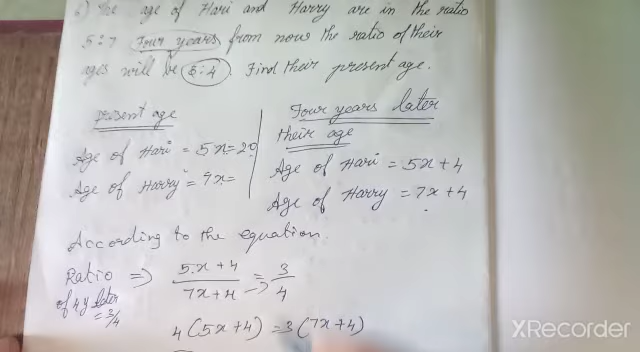 The age of Hari and Harry are in the ratio
5:7 Four years from now the ratio of their
ages will be 3:4. Find their present age.
Present age
Age of Hari = 5x = 20
Age of Harry = 7x =
Four years later
their age
Age of Hari = 5x + 4
Age of Harry = 7x + 4
According to the equation.
Ratio ⇒ 5x + 4 / 7x + 4 = 3 / 4
of 4 y later
= 3/4
4 (5x + 4) = 3 (7x + 4)
XRecorder